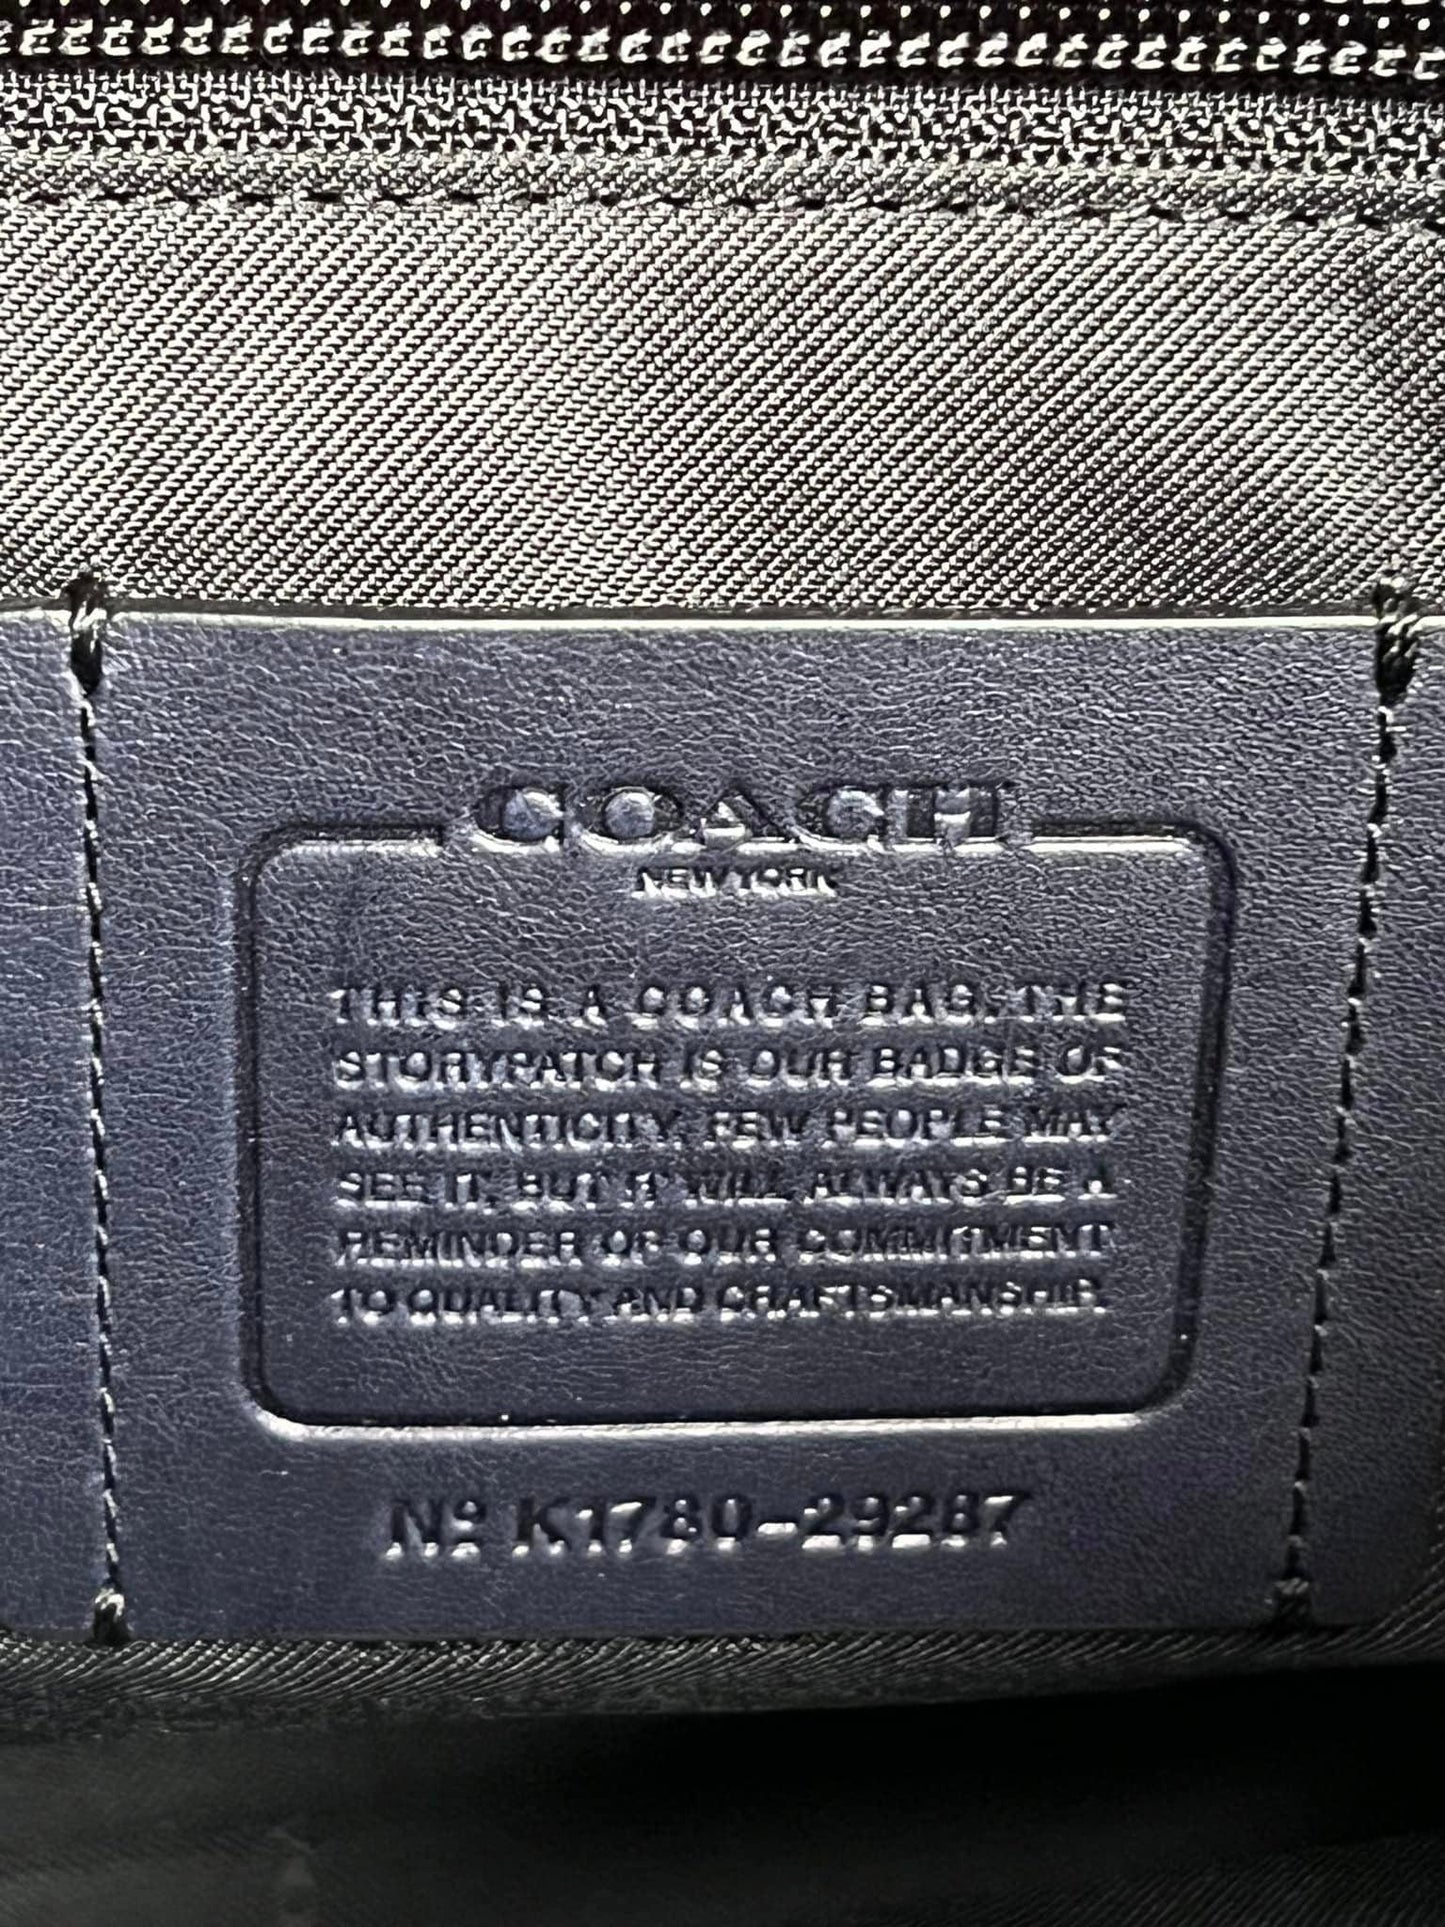 COACH
NEW YORK
THIS IS A COACH BAG. THE
STORYPATCH IS OUR BADGE OF
AUTHENTICITY. FEW PEOPLE MAY
SEE IT, BUT IT WILL ALWAYS BE A
REMINDER OF OUR COMMITMENT
TO QUALITY AND CRAFTSMANSHIP.
Nº K1780-29287